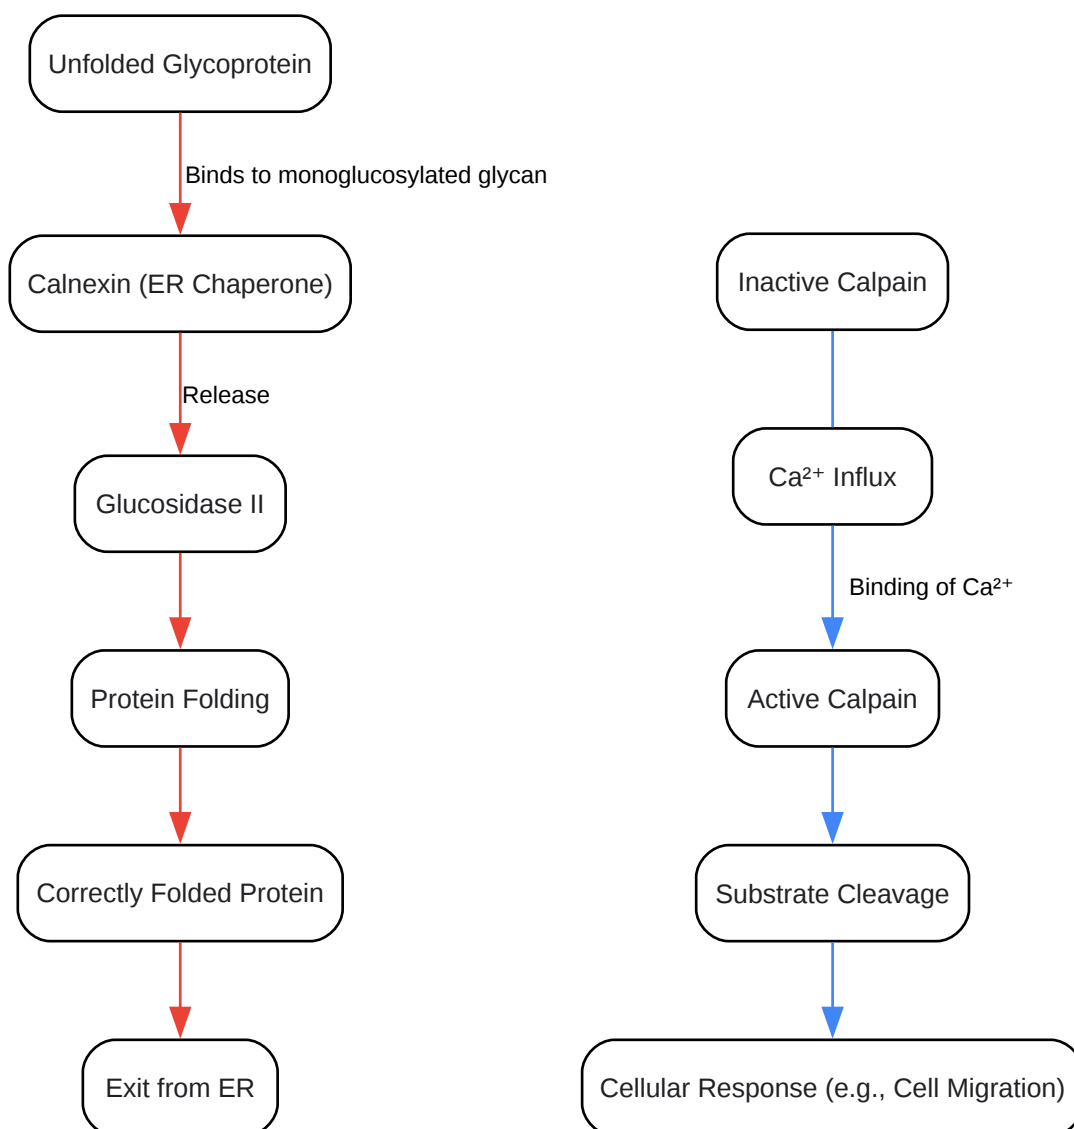 Unfolded Glycoprotein
Binds to monoglucosylated glycan
Calnexin (ER Chaperone)
Release
Glucosidase II
Protein Folding
Correctly Folded Protein
Exit from ER
Inactive Calpain
Ca²⁺ Influx
Binding of Ca²⁺
Active Calpain
Substrate Cleavage
Cellular Response (e.g., Cell Migration)